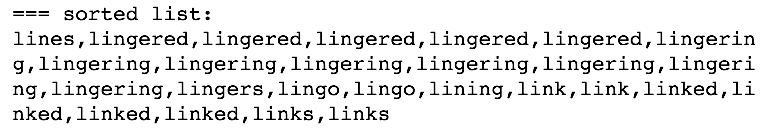 === sorted list:
lines,lingered,lingered,lingered,lingered,lingered,lingerin
g,lingering,lingering,lingering,lingering,lingering,lingeri
ng,lingering,lingers,lingo,lingo,lining,link,link,linked,li
nked,linked,linked,links,links